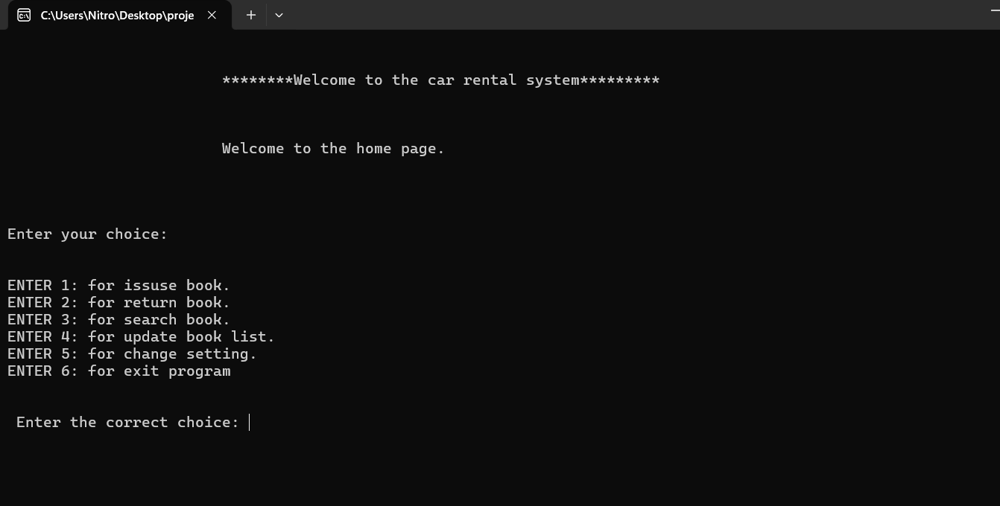 C:\Users\Nitro\Desktop\proje
********Welcome to the car rental system*********
Welcome to the home page.
Enter your choice:
ENTER 1: for issuse book.
ENTER 2: for return book.
ENTER 3: for search book.
ENTER 4: for update book list.
ENTER 5: for change setting.
ENTER 6: for exit program
Enter the correct choice: